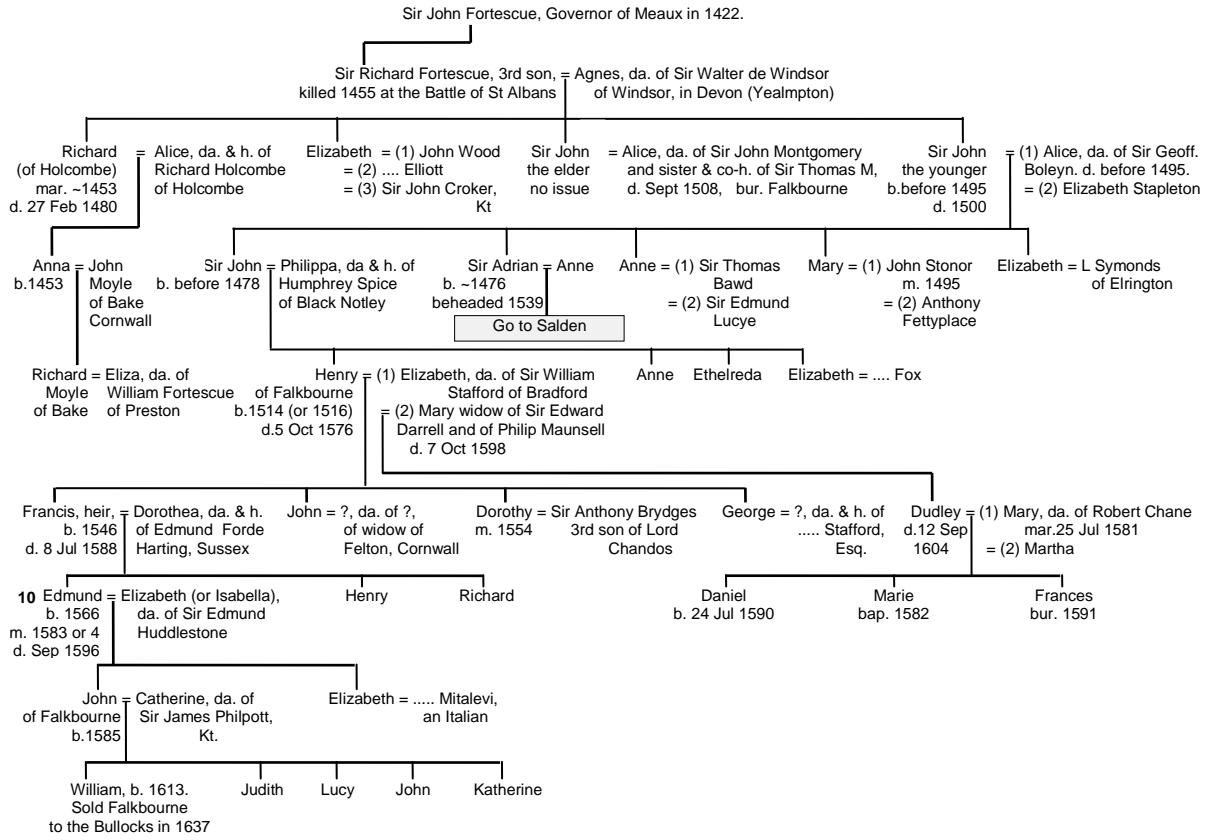 Sir John Fortescue, Governor of Meaux in 1422.
Sir Richard Fortescue, 3rd son, = Agnes, da. of Sir Walter de Windsor
killed 1455 at the Battle of St Albans of Windsor, in Devon (Yealmpton)
Richard = Alice, da. & h. of
(of Holcombe) Richard Holcombe
mar. ~1453 of Holcombe
d. 27 Feb 1480
Elizabeth = (1) John Wood
= (2) .... Elliott
= (3) Sir John Croker,
Kt
Sir John = Alice, da. of Sir John Montgomery
the elder and sister & co-h. of Sir Thomas M,
no issue d. Sept 1508, bur. Falkbourne
Sir John = (1) Alice, da. of Sir Geoff.
the younger Boleyn. d. before 1495.
b.before 1495 = (2) Elizabeth Stapleton
d. 1500
Anna = John
b.1453 Moyle
of Bake
Cornwall
Sir John = Philippa, da & h. of
b. before 1478 Humphrey Spice
of Black Notley
Sir Adrian = Anne
b. ~1476
beheaded 1539
Go to Salden
Anne = (1) Sir Thomas
Bawd
= (2) Sir Edmund
Lucye
Mary = (1) John Stonor
m. 1495
= (2) Anthony
Fettyplace
Elizabeth = L Symonds
of Elrington
Richard = Eliza, da. of
Moyle William Fortescue
of Bake of Preston
Henry = (1) Elizabeth, da. of Sir William
of Falkbourne Stafford of Bradford
b.1514 (or 1516) = (2) Mary widow of Sir Edward
d.5 Oct 1576 Darrell and of Philip Maunsell
d. 7 Oct 1598
Anne
Ethelreda
Elizabeth = .... Fox
Francis, heir, = Dorothea, da. & h.
b. 1546 of Edmund Forde
d. 8 Jul 1588 Harting, Sussex
John = ?, da. of ?,
of widow of
Felton, Cornwall
Dorothy = Sir Anthony Brydges
m. 1554 3rd son of Lord
Chandos
George = ?, da. & h. of
..... Stafford,
Esq.
Dudley = (1) Mary, da. of Robert Chane
d.12 Sep mar.25 Jul 1581
1604 = (2) Martha
10 Edmund = Elizabeth (or Isabella),
b. 1566 da. of Sir Edmund
m. 1583 or 4 Huddlestone
d. Sep 1596
Henry
Richard
Daniel
b. 24 Jul 1590
Marie
bap. 1582
Frances
bur. 1591
John = Catherine, da. of
of Falkbourne Sir James Philpott,
b.1585 Kt.
Elizabeth = ..... Mitalevi,
an Italian
William, b. 1613.
Sold Falkbourne
to the Bullocks in 1637
Judith
Lucy
John
Katherine